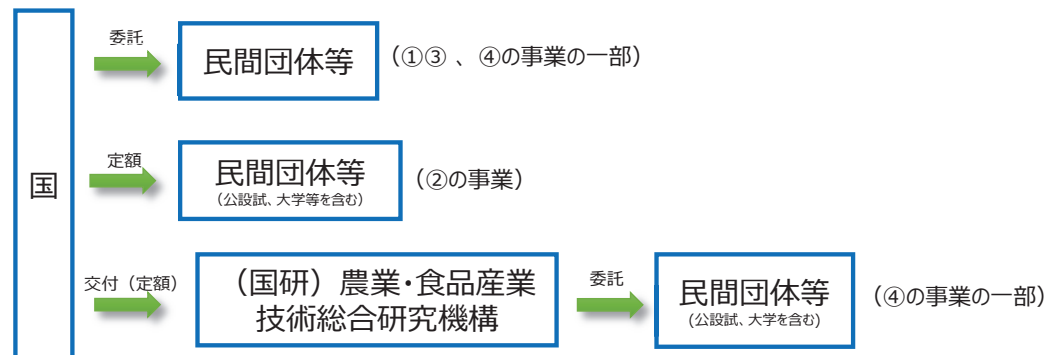 国
委託
民間団体等
（①③ 、④の事業の一部）
定額
民間団体等
（公設試、大学等を含む）
（②の事業）
交付（定額）
（国研）農業・食品産業
技術総合研究機構
委託
民間団体等
（公設試、大学を含む）
（④の事業の一部）